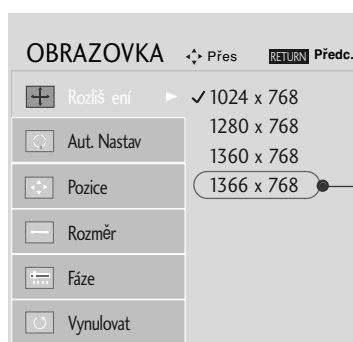 OBRAZOVKA Přes RETURN Předc.
Rozliš ení ✓ 1024 x 768
1280 x 768
Aut. Nastav
1360 x 768
Pozice 1366 x 768
Rozměr
Fáze
Vynulovat